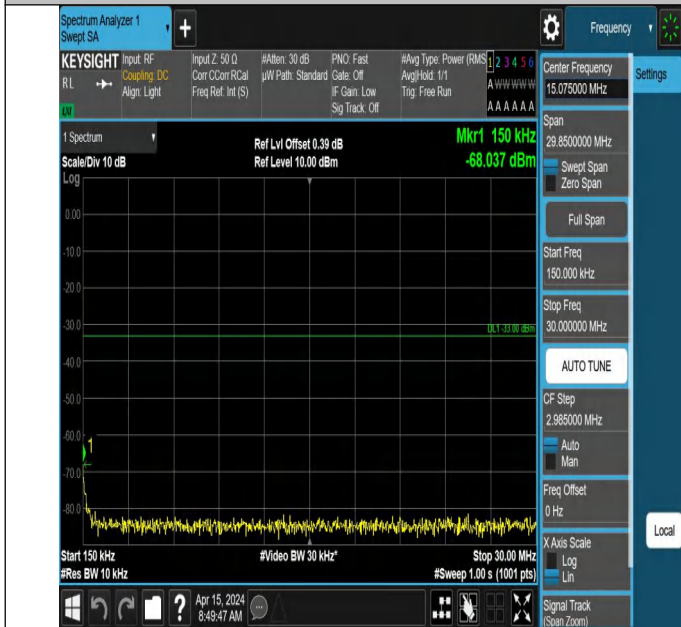 Spectrum Analyzer 1
Swept SA
+
Frequency
KEYSIGHT
RL
Input: RF
Coupling: DC
Align: Light
Input Z: 50 Ω
Corr CCorr RCal
Freq Ref: Int (S)
#Atten: 30 dB
µW Path: Standard
PNO: Fast
Gate: Off
IF Gain: Low
Sig Track: Off
#Avg Type: Power (RMS
Avg|Hold: 1/1
Trig: Free Run
1 2 3 4 5 6
A W W W W W
A A A A A A
Center Frequency
15.075000 MHz
Settings
1 Spectrum
Scale/Div 10 dB
Log
Ref Lvl Offset 0.39 dB
Ref Level 10.00 dBm
Mkr1 150 kHz
-68.037 dBm
Span
29.8500000 MHz
Swept Span
Zero Span
Full Span
Start Freq
150.000 kHz
Stop Freq
30.000000 MHz
AUTO TUNE
CF Step
2.985000 MHz
Auto
Man
Freq Offset
0 Hz
X Axis Scale
Log
Lin
Signal Track
(Span Zoom)
Local
0.00
-10.0
-20.0
-30.0
DL1 -33.00 dBm
-40.0
-50.0
-60.0
1
-70.0
-80.0
Start 150 kHz
#Res BW 10 kHz
#Video BW 30 kHz*
Stop 30.00 MHz
#Sweep 1.00 s (1001 pts)
?
Apr 15, 2024
8:49:47 AM